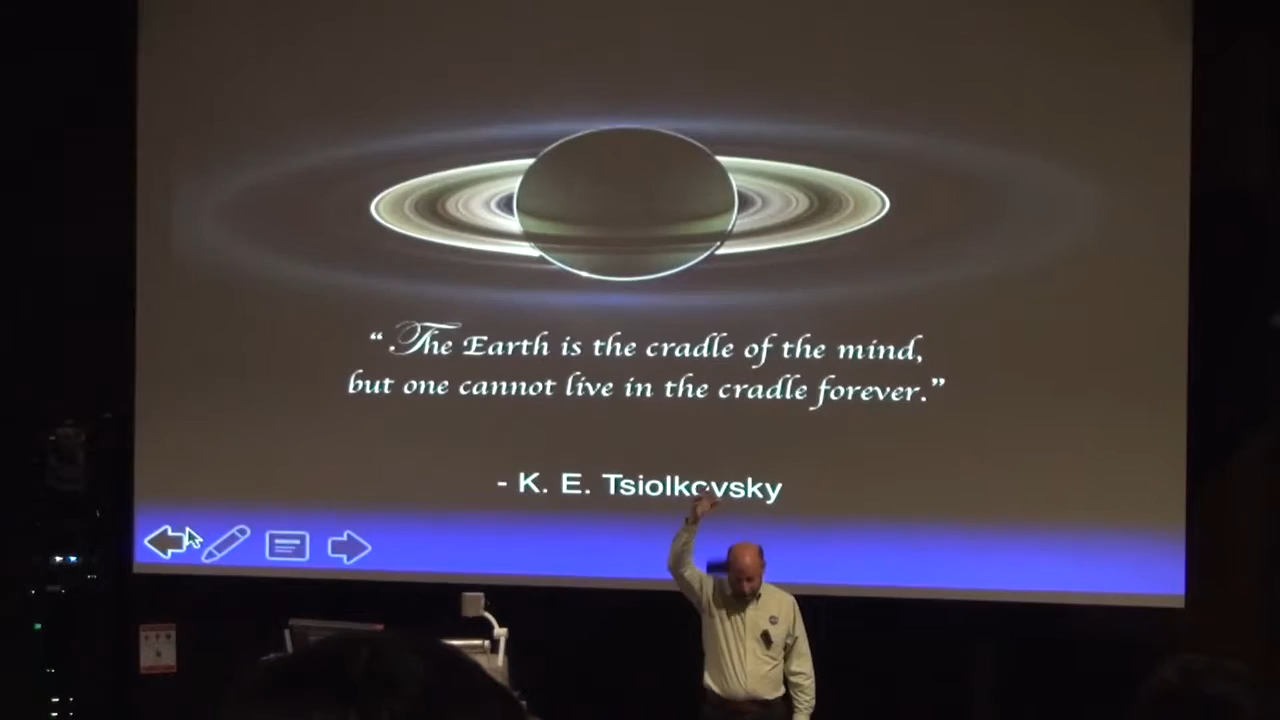 “The Earth is the cradle of the mind,
but one cannot live in the cradle forever.”
- K. E. Tsiolkovsky